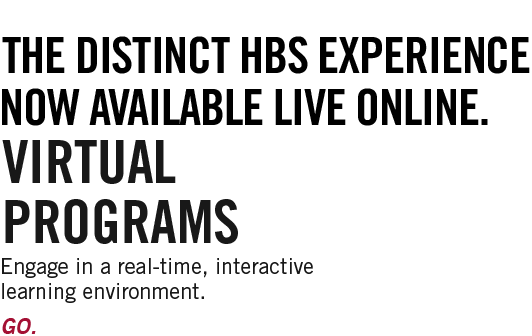 THE DISTINCT HBS EXPERIENCE
NOW AVAILABLE LIVE ONLINE.
VIRTUAL
PROGRAMS
Engage in a real-time, interactive
learning environment.
GO.